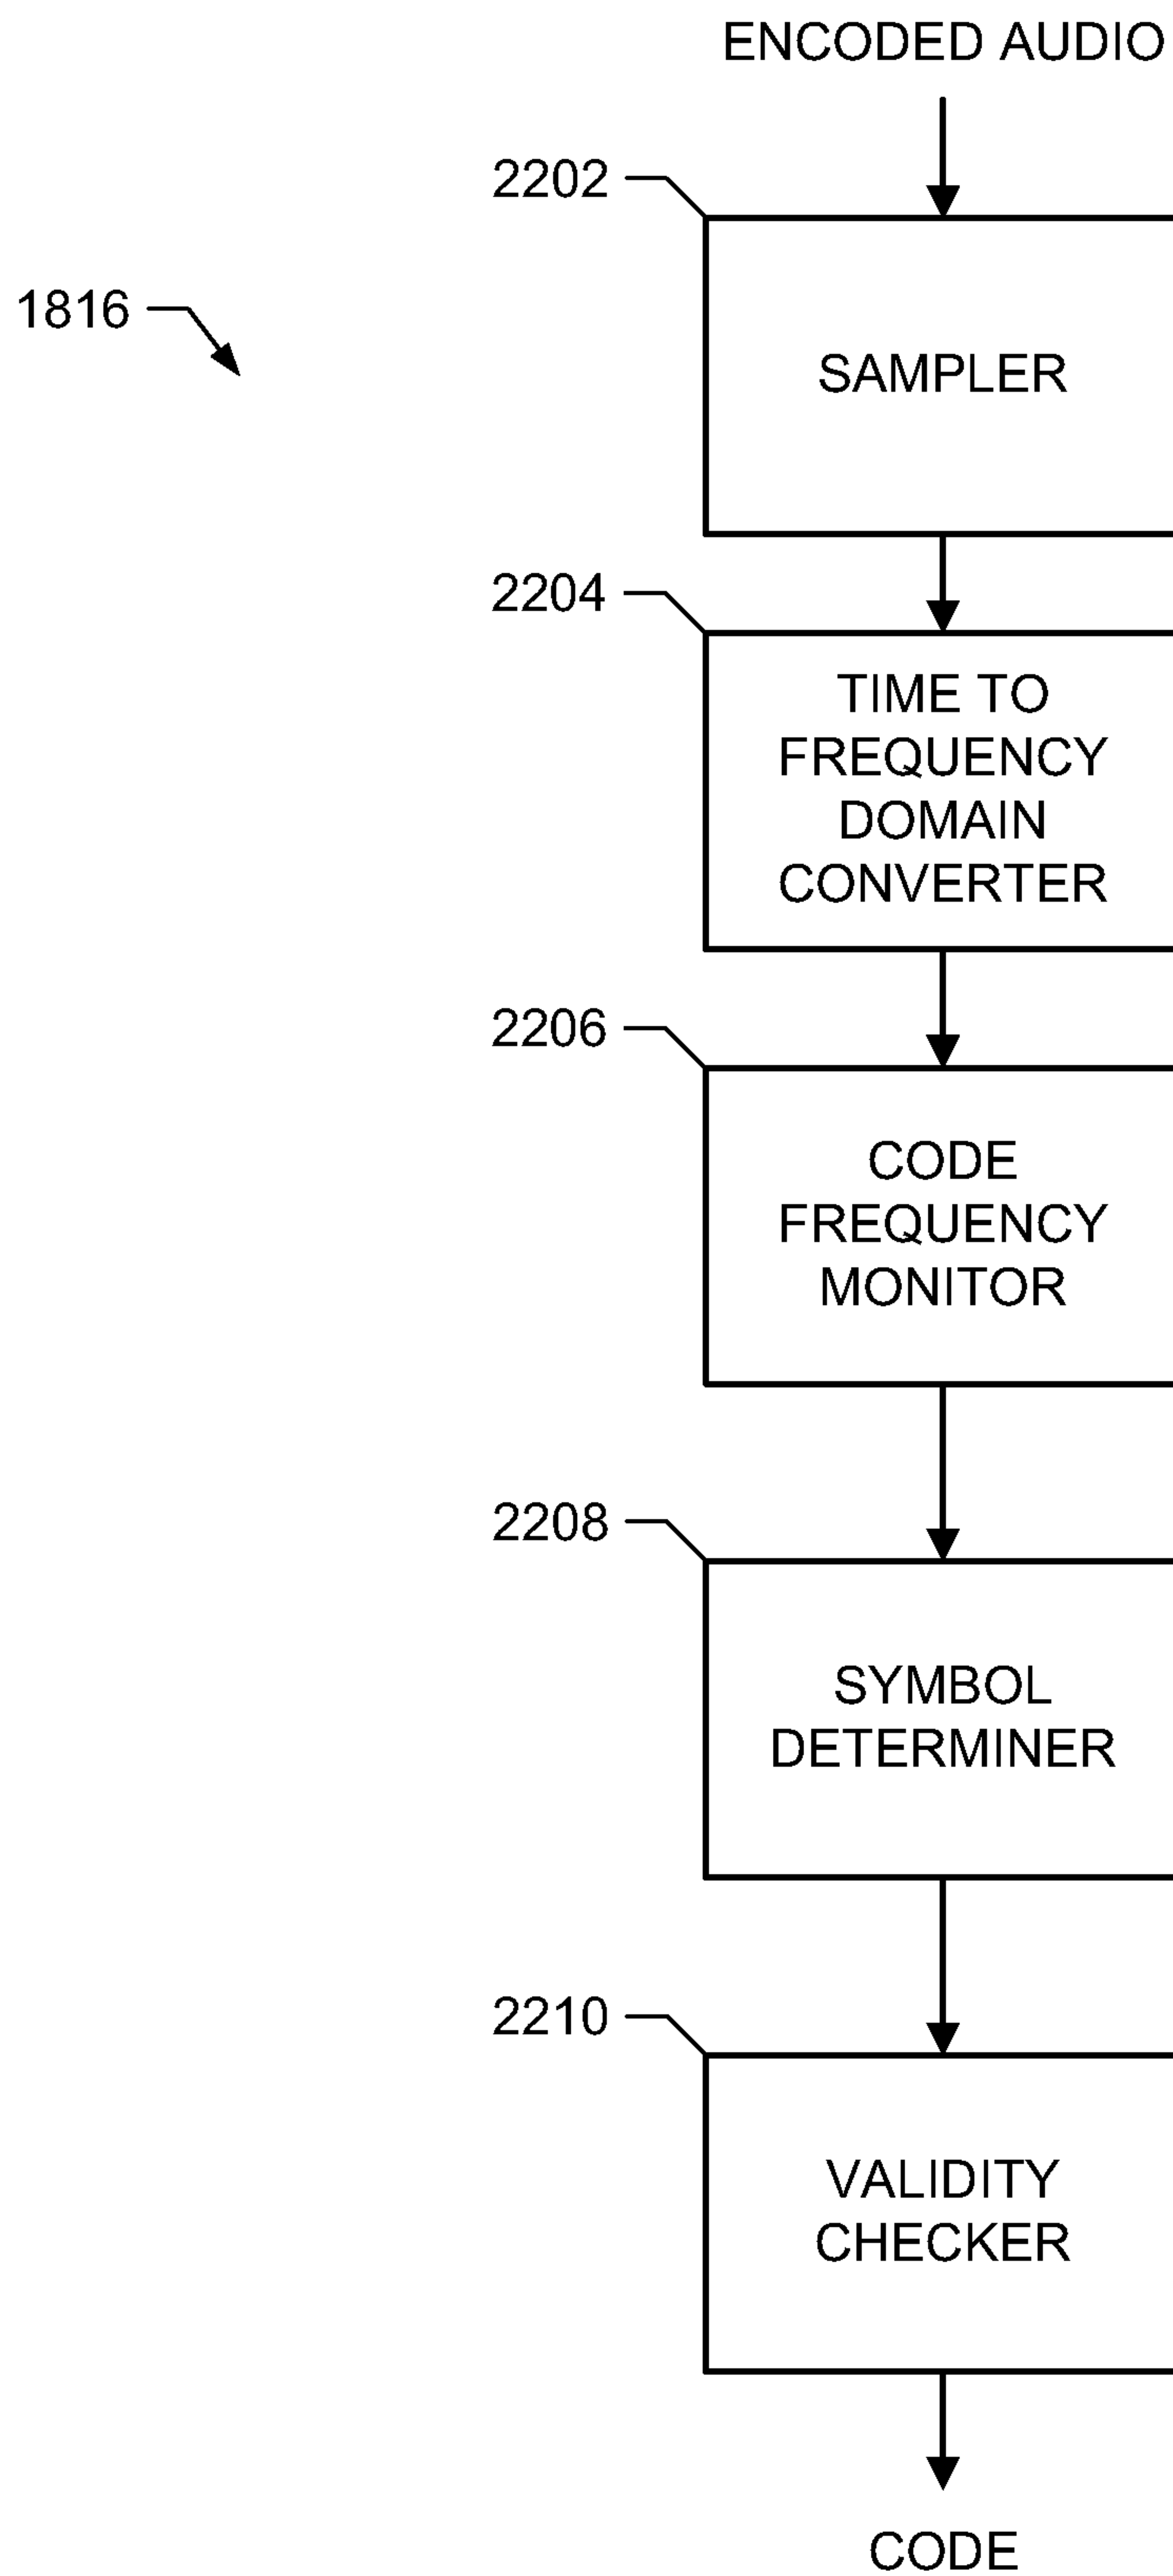 ENCODED AUDIO
2202
1816
SAMPLER
2204
TIME TO
FREQUENCY
DOMAIN
CONVERTER
2206
CODE
FREQUENCY
MONITOR
2208
SYMBOL
DETERMINER
2210
VALIDITY
CHECKER
CODE